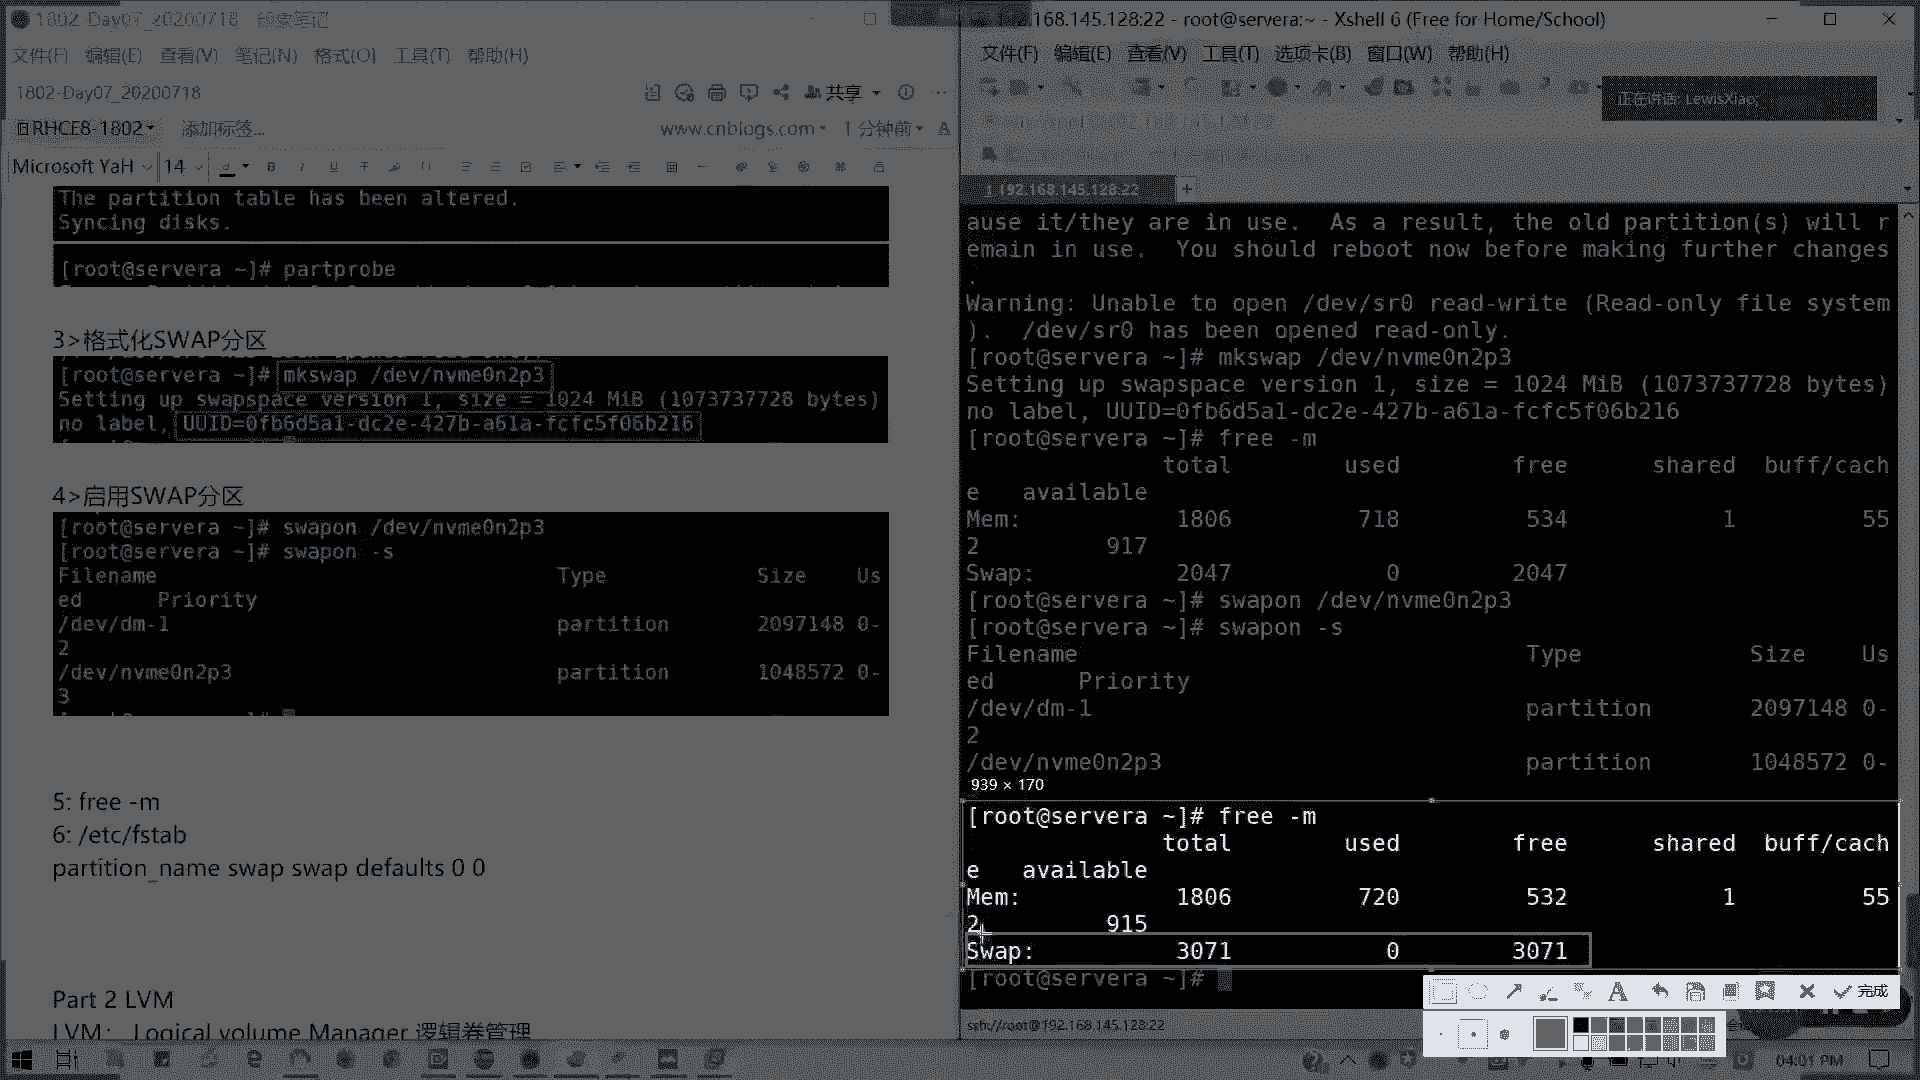 1802-Day07_20200718 - 印象笔记
文件(F) 编辑(E) 查看(V) 笔记(N) 格式(O) 工具(T) 帮助(H)
1802-Day07_20200718
共享
RHCE8-1802
添加标签...
www.cnblogs.com
1 分钟前
Microsoft YaH
14
The partition table has been altered.
Syncing disks.
[root@servera ~]# partprobe
3>格式化SWAP分区
[root@servera ~]# mkswap /dev/nvme0n2p3
Setting up swapspace version 1, size = 1024 MiB (1073737728 bytes)
no label, UUID=0fb6d5a1-dc2e-427b-a61a-fcfc5f06b216
4>启用SWAP分区
[root@servera ~]# swapon /dev/nvme0n2p3
[root@servera ~]# swapon -s
Filename Type Size Us
ed Priority
/dev/dm-1 partition 2097148 0-
2
/dev/nvme0n2p3 partition 1048572 0-
3
5: free -m
6: /etc/fstab
partition_name swap swap defaults 0 0
Part 2 LVM
LVM： Logical volume Manager 逻辑券管理
192.168.145.128:22 - root@servera:~ - Xshell 6 (Free for Home/School)
文件(F) 编辑(E) 查看(V) 工具(T) 选项卡(B) 窗口(W) 帮助(H)
正在讲话: LewisXiao;
1 192.168.145.128:22
ause it/they are in use.  As a result, the old partition(s) will r
emain in use.  You should reboot now before making further changes
.
Warning: Unable to open /dev/sr0 read-write (Read-only file system
).  /dev/sr0 has been opened read-only.
[root@servera ~]# mkswap /dev/nvme0n2p3
Setting up swapspace version 1, size = 1024 MiB (1073737728 bytes)
no label, UUID=0fb6d5a1-dc2e-427b-a61a-fcfc5f06b216
[root@servera ~]# free -m
total used free shared buff/cach
e available
Mem: 1806 718 534 1 55
2 917
Swap: 2047 0 2047
[root@servera ~]# swapon /dev/nvme0n2p3
[root@servera ~]# swapon -s
Filename Type Size Us
ed Priority
/dev/dm-1 partition 2097148 0-
2
/dev/nvme0n2p3 partition 1048572 0-
939 × 170
[root@servera ~]# free -m
total used free shared buff/cach
e available
Mem: 1806 720 532 1 55
2 915
Swap: 3071 0 3071
[root@servera ~]#
完成
ssh://root@192.168.145.128:22
04:01 PM